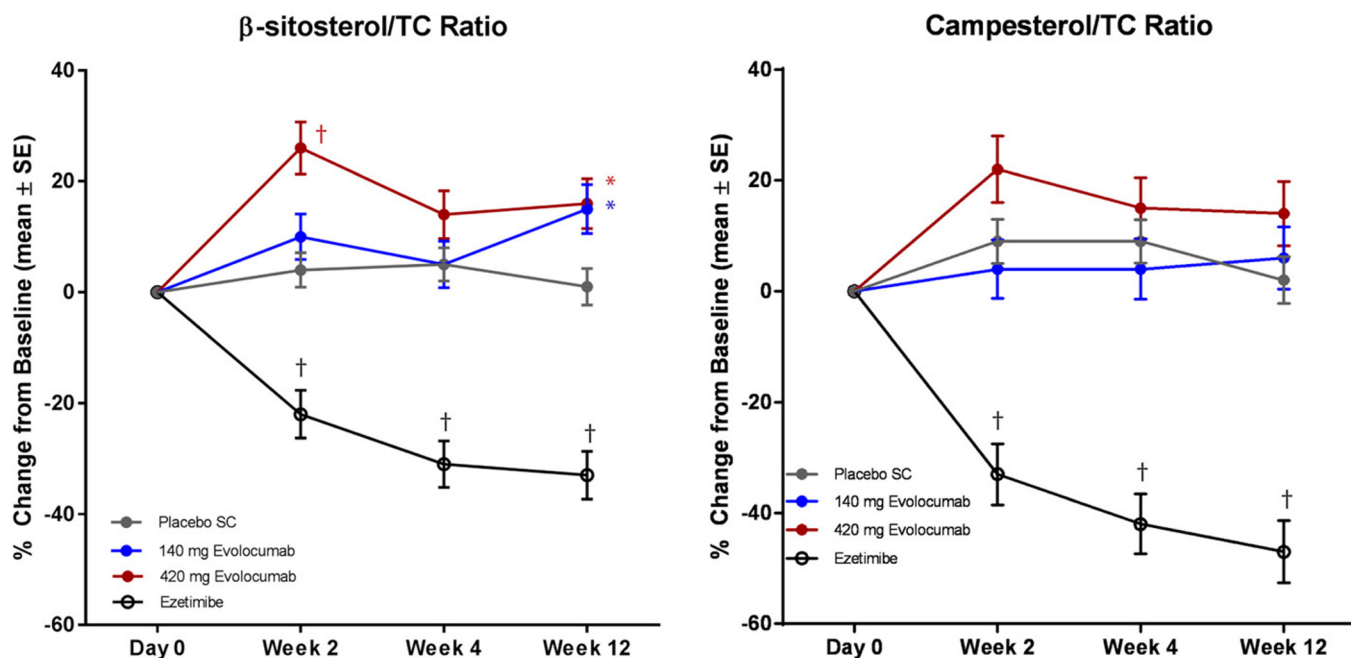 β-sitosterol/TC Ratio
% Change from Baseline (mean ± SE)
40
20
0
-20
-40
-60
†
*
*
†
†
†
Placebo SC
140 mg Evolocumab
420 mg Evolocumab
Ezetimibe
Day 0 Week 2 Week 4 Week 12
Campesterol/TC Ratio
% Change from Baseline (mean ± SE)
40
20
0
-20
-40
-60
†
†
†
Placebo SC
140 mg Evolocumab
420 mg Evolocumab
Ezetimibe
Day 0 Week 2 Week 4 Week 12